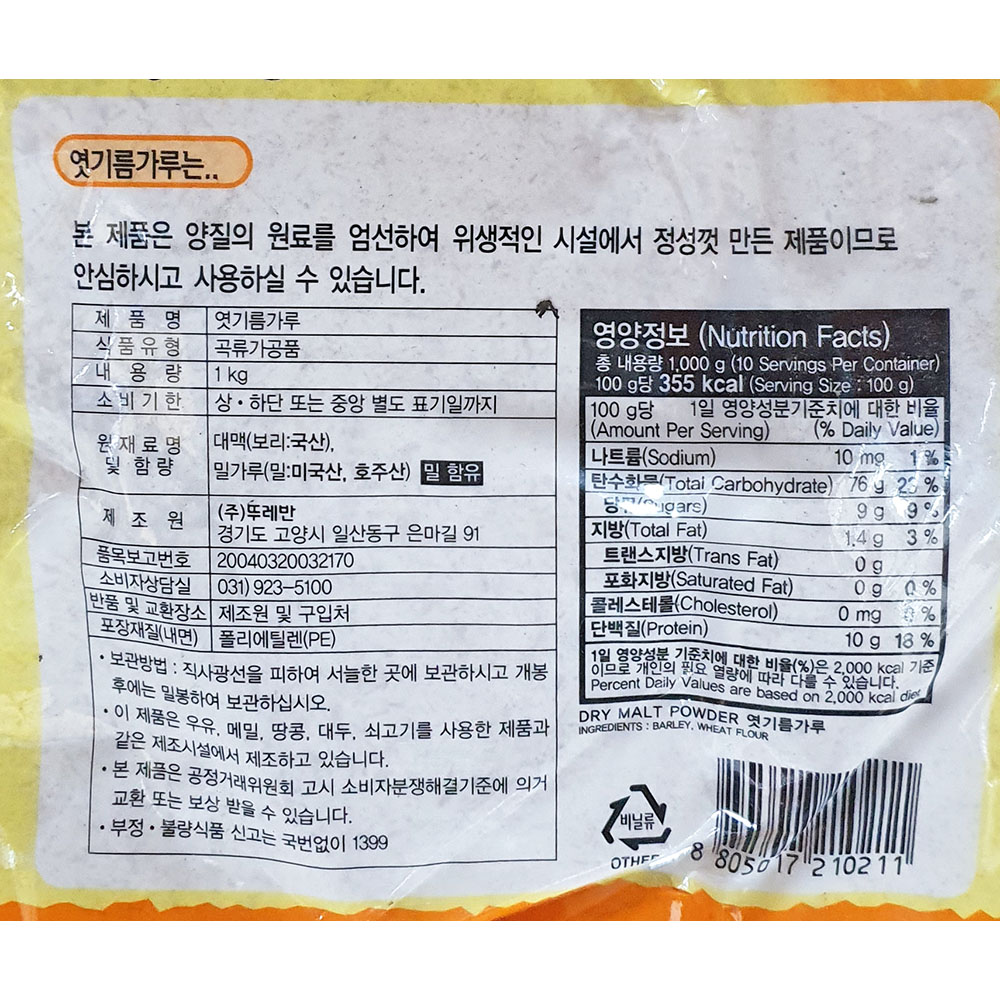 엿기름가루는..
본 제품은 양질의 원료를 엄선하여 위생적인 시설에서 정성껏 만든 제품이므로
안심하시고 사용하실 수 있습니다.
제 품 명 엿기름가루
식품유형 곡류가공품
내 용 량 1 kg
소비기한 상・하단 또는 중앙 별도 표기일까지
원재료명 대맥(보리:국산),
및 함량 밀가루(밀:미국산, 호주산) 밀 함유
제 조 원 (주)뚜레반
경기도 고양시 일산동구 은마길 91
품목보고번호 20040320032170
소비자상담실 031) 923-5100
반품 및 교환장소 제조원 및 구입처
포장재질(내면) 폴리에틸렌(PE)
・보관방법 : 직사광선을 피하여 서늘한 곳에 보관하시고 개봉
후에는 밀봉하여 보관하십시오.
・이 제품은 우유, 메밀, 땅콩, 대두, 쇠고기를 사용한 제품과
같은 제조시설에서 제조하고 있습니다.
・본 제품은 공정거래위원회 고시 소비자분쟁해결기준에 의거
교환 또는 보상 받을 수 있습니다.
・부정・불량식품 신고는 국번없이 1399
영양정보 (Nutrition Facts)
총 내용량 1,000 g (10 Servings Per Container)
100 g당 355 kcal (Serving Size : 100 g)
100 g당 1일 영양성분기준치에 대한 비율
(Amount Per Serving) (% Daily Value)
나트륨(Sodium) 10 mg 1 %
탄수화물(Total Carbohydrate) 76 g 23 %
당류(Sugars) 9 g 9 %
지방(Total Fat) 1.4 g 3 %
트랜스지방(Trans Fat) 0 g
포화지방(Saturated Fat) 0 g 0 %
콜레스테롤(Cholesterol) 0 mg 0 %
단백질(Protein) 10 g 18 %
1일 영양성분 기준치에 대한 비율(%)은 2,000 kcal 기준
이므로 개인의 필요 열량에 따라 다를 수 있습니다.
Percent Daily Values are based on 2,000 kcal diet
DRY MALT POWDER 엿기름가루
INGREDIENTS : BARLEY, WHEAT FLOUR
비닐류
OTHER
8 805017 210211